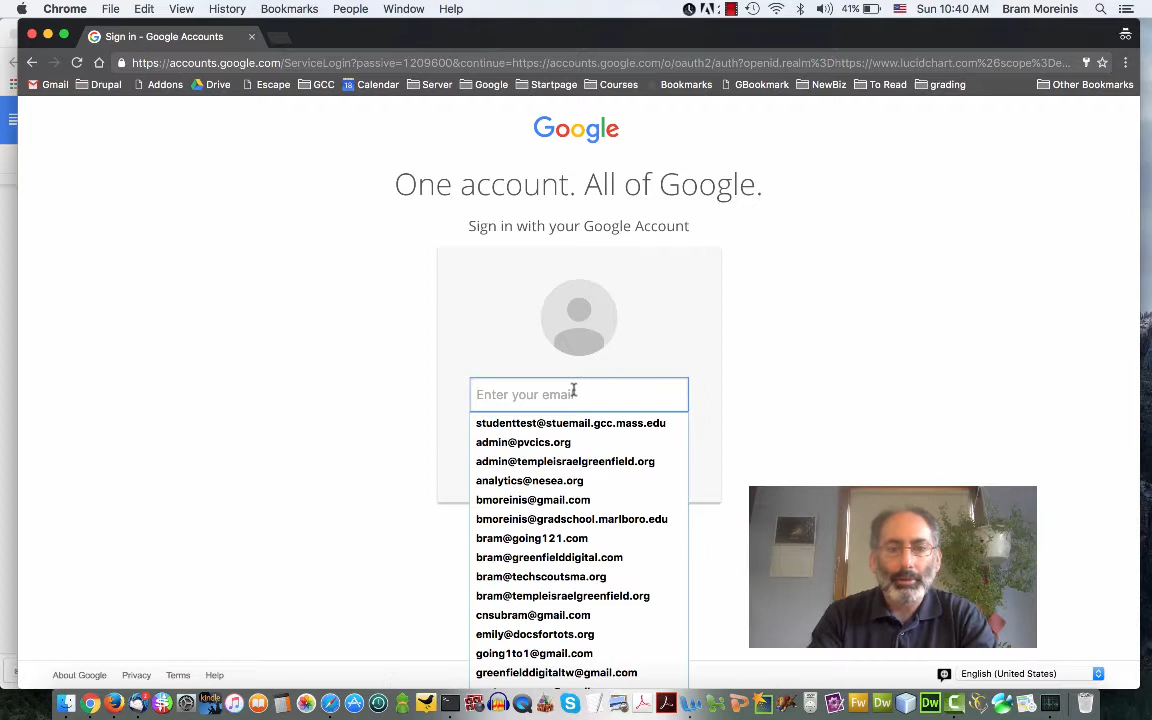 Chrome File Edit View History Bookmarks People Window Help 41% Sun 10:40 AM Bram Moreinis
Sign in - Google Accounts
https://accounts.google.com/ServiceLogin?passive=1209600&continue=https://accounts.google.com/o/oauth2/auth?openid.realm%3Dhttps://www.lucidchart.com%26scope%3De...
Gmail Drupal Addons Drive Escape GCC 18 Calendar Server Google Startpage Courses Bookmarks GBookmark NewBiz To Read grading Other Bookmarks
Google
One account. All of Google.
Sign in with your Google Account
Enter your email
studenttest@stuemail.gcc.mass.edu
admin@pvcics.org
admin@templeisraelgreenfield.org
analytics@nesea.org
bmoreinis@gmail.com
bmoreinis@gradschool.marlboro.edu
bram@going121.com
bram@greenfielddigital.com
bram@techscoutsma.org
bram@templeisraelgreenfield.org
cnsubram@gmail.com
emily@docsfortots.org
going1to1@gmail.com
greenfielddigitaltw@gmail.com
About Google Privacy Terms Help English (United States)
kindle Fw Dw Dw